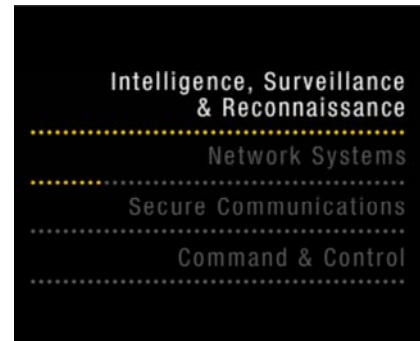 Intelligence, Surveillance
& Reconnaissance
Network Systems
Secure Communications
Command & Control